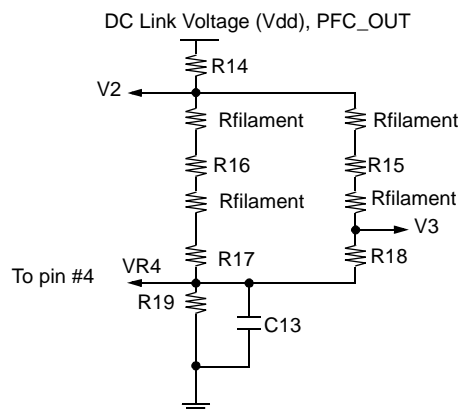 DC Link Voltage (Vdd), PFC_OUT
R14
V2
Rfilament Rfilament
R16 R15
Rfilament Rfilament
V3
R17 R18
To pin #4 VR4
R19
C13